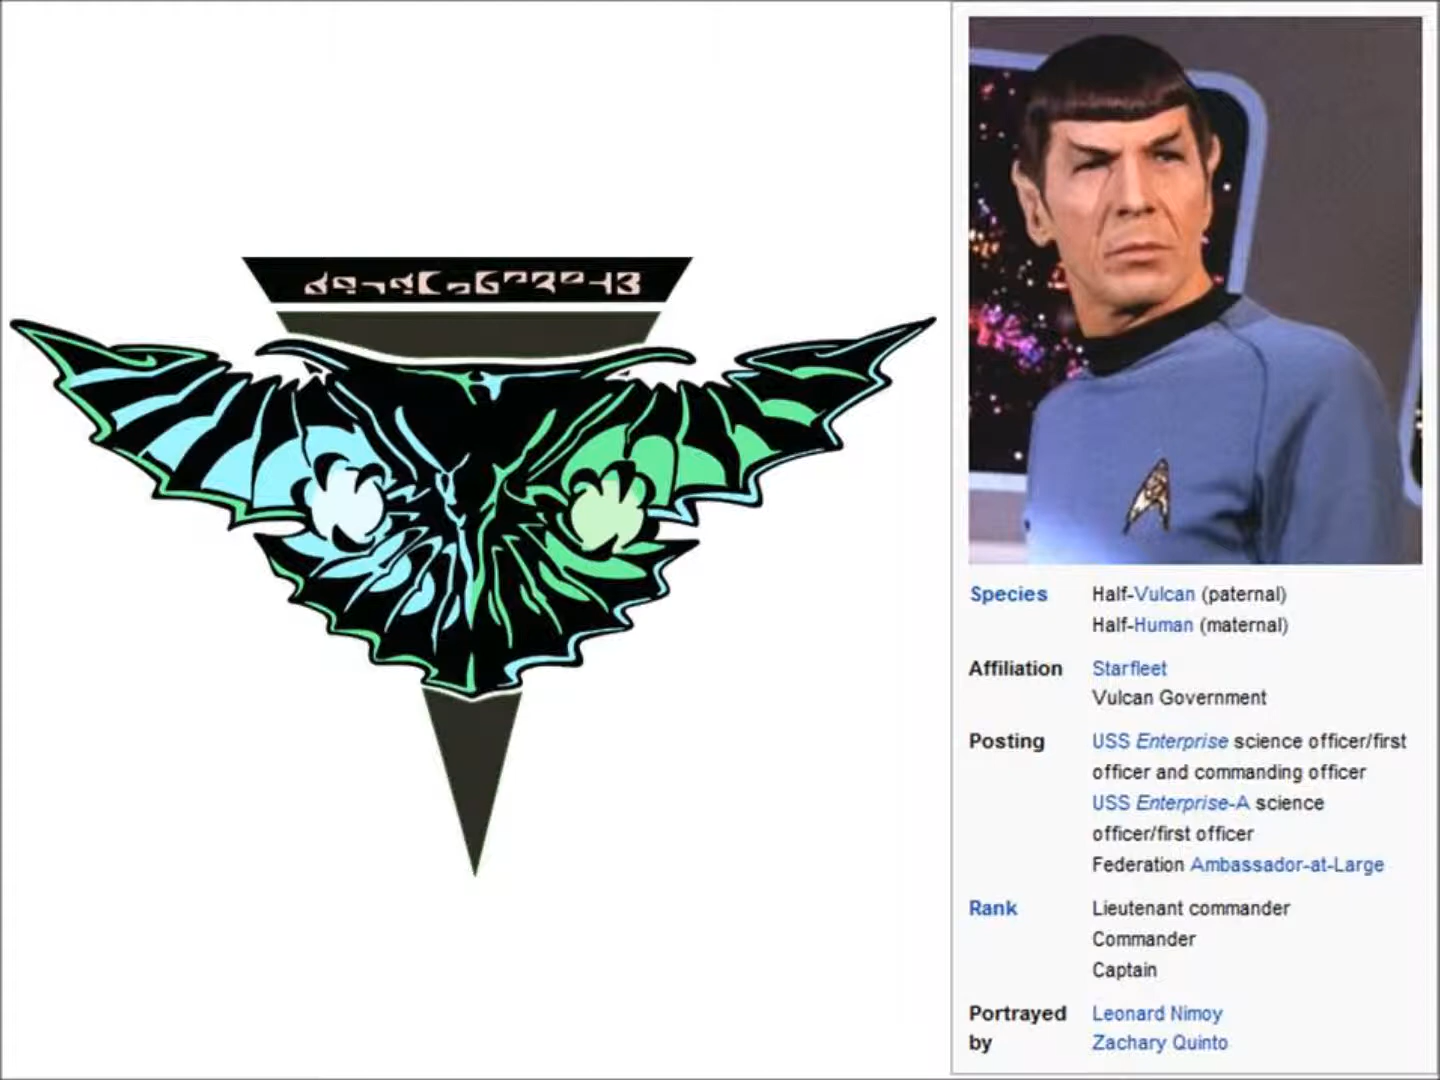 Species Half-Vulcan (paternal)
Half-Human (maternal)
Affiliation Starfleet
Vulcan Government
Posting USS Enterprise science officer/first
officer and commanding officer
USS Enterprise-A science
officer/first officer
Federation Ambassador-at-Large
Rank Lieutenant commander
Commander
Captain
Portrayed Leonard Nimoy
by Zachary Quinto